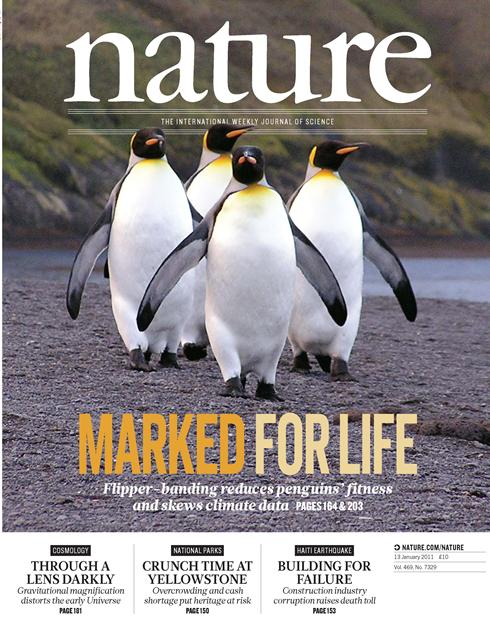 nature
THE INTERNATIONAL WEEKLY JOURNAL OF SCIENCE
MARKED FOR LIFE
Flipper-banding reduces penguins' fitness
and skews climate data PAGES 164 & 203
COSMOLOGY
THROUGH A
LENS DARKLY
Gravitational magnification
distorts the early Universe
PAGE 181
NATIONAL PARKS
CRUNCH TIME AT
YELLOWSTONE
Overcrowding and cash
shortage put heritage at risk
PAGE 150
HAITI EARTHQUAKE
BUILDING FOR
FAILURE
Construction industry
corruption raises death toll
PAGE 153
NATURE.COM/NATURE
13 January 2011 £10
Vol. 469, No. 7329